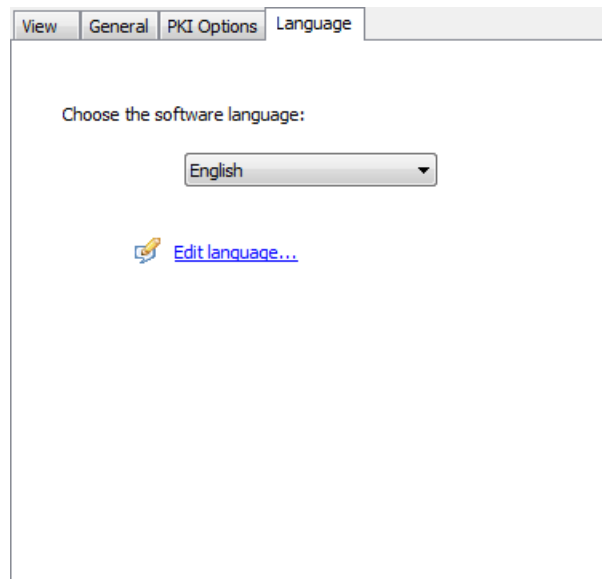 View General PKI Options Language
Choose the software language:
English
Edit language...